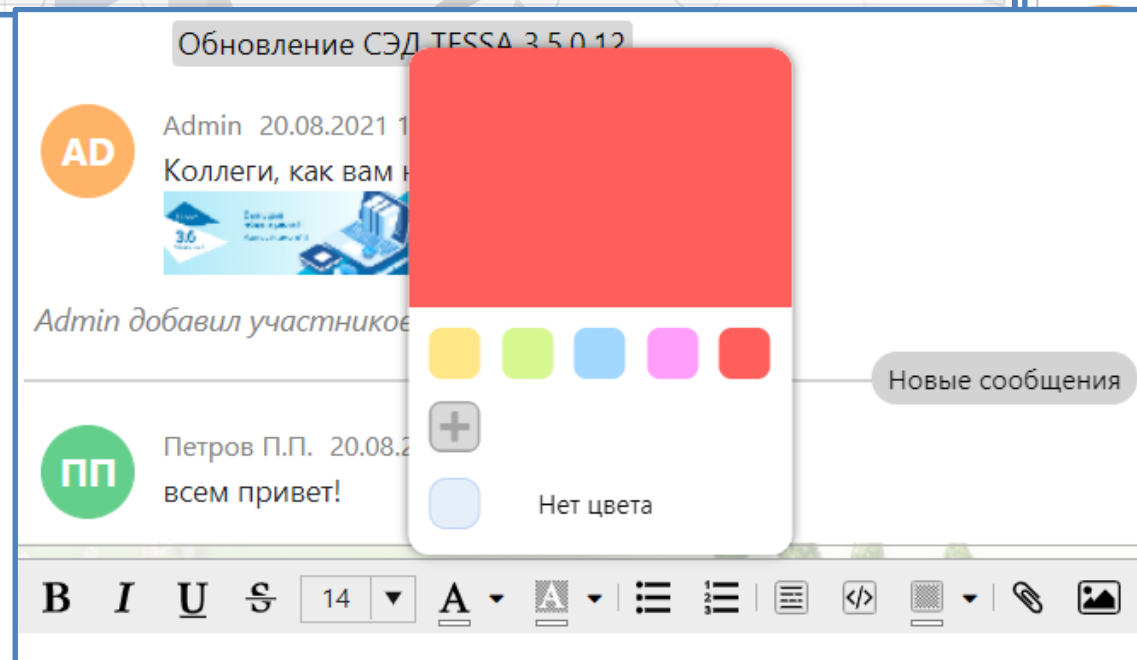 Обновление СЭД TESSA 3.5.0.12
AD
Admin 20.08.2021 1
Коллеги, как вам
3.6
Admin добавил участников
Новые сообщения
ПП
Петров П.П. 20.08.2
всем привет!
Нет цвета
B I U S 14 A A